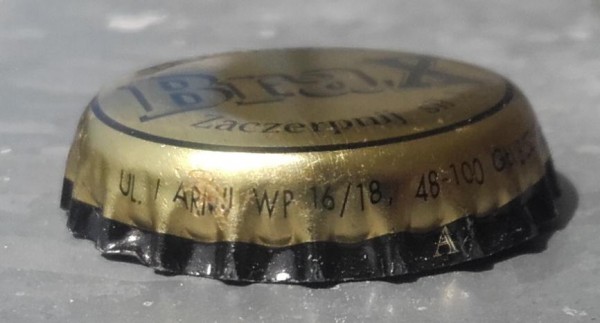 BraX
Zaczerpnij
UL. I ARMII WP 16/18, 48-100
A